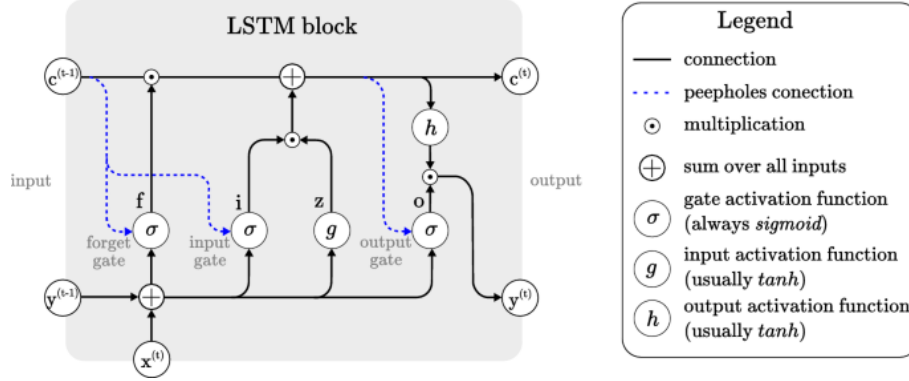 LSTM block
c(t-1)
c(t)
h
input
output
f
i
z
o
σ
σ
g
σ
forget
gate
input
gate
output
gate
y(t-1)
y(t)
x(t)
Legend
connection
peepholes conection
multiplication
sum over all inputs
σ
gate activation function
(always sigmoid)
g
input activation function
(usually tanh)
h
output activation function
(usually tanh)